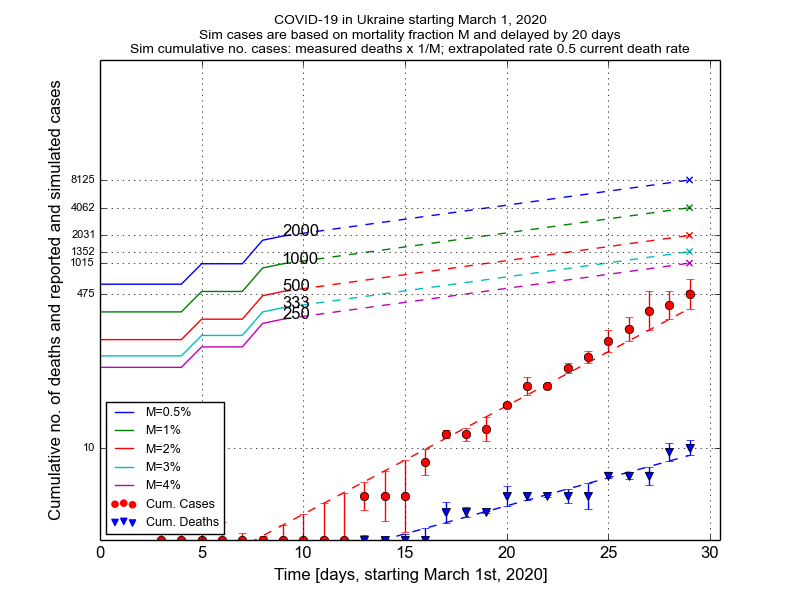 COVID-19 in Ukraine starting March 1, 2020
Sim cases are based on mortality fraction M and delayed by 20 days
Sim cumulative no. cases: measured deaths x 1/M; extrapolated rate 0.5 current death rate
Cumulative no. of deaths and reported and simulated cases
8125
4062
2031
1352
1015
475
10
2000
1000
500
333
250
M=0.5%
M=1%
M=2%
M=3%
M=4%
Cum. Cases
Cum. Deaths
0 5 10 15 20 25 30
Time [days, starting March 1st, 2020]